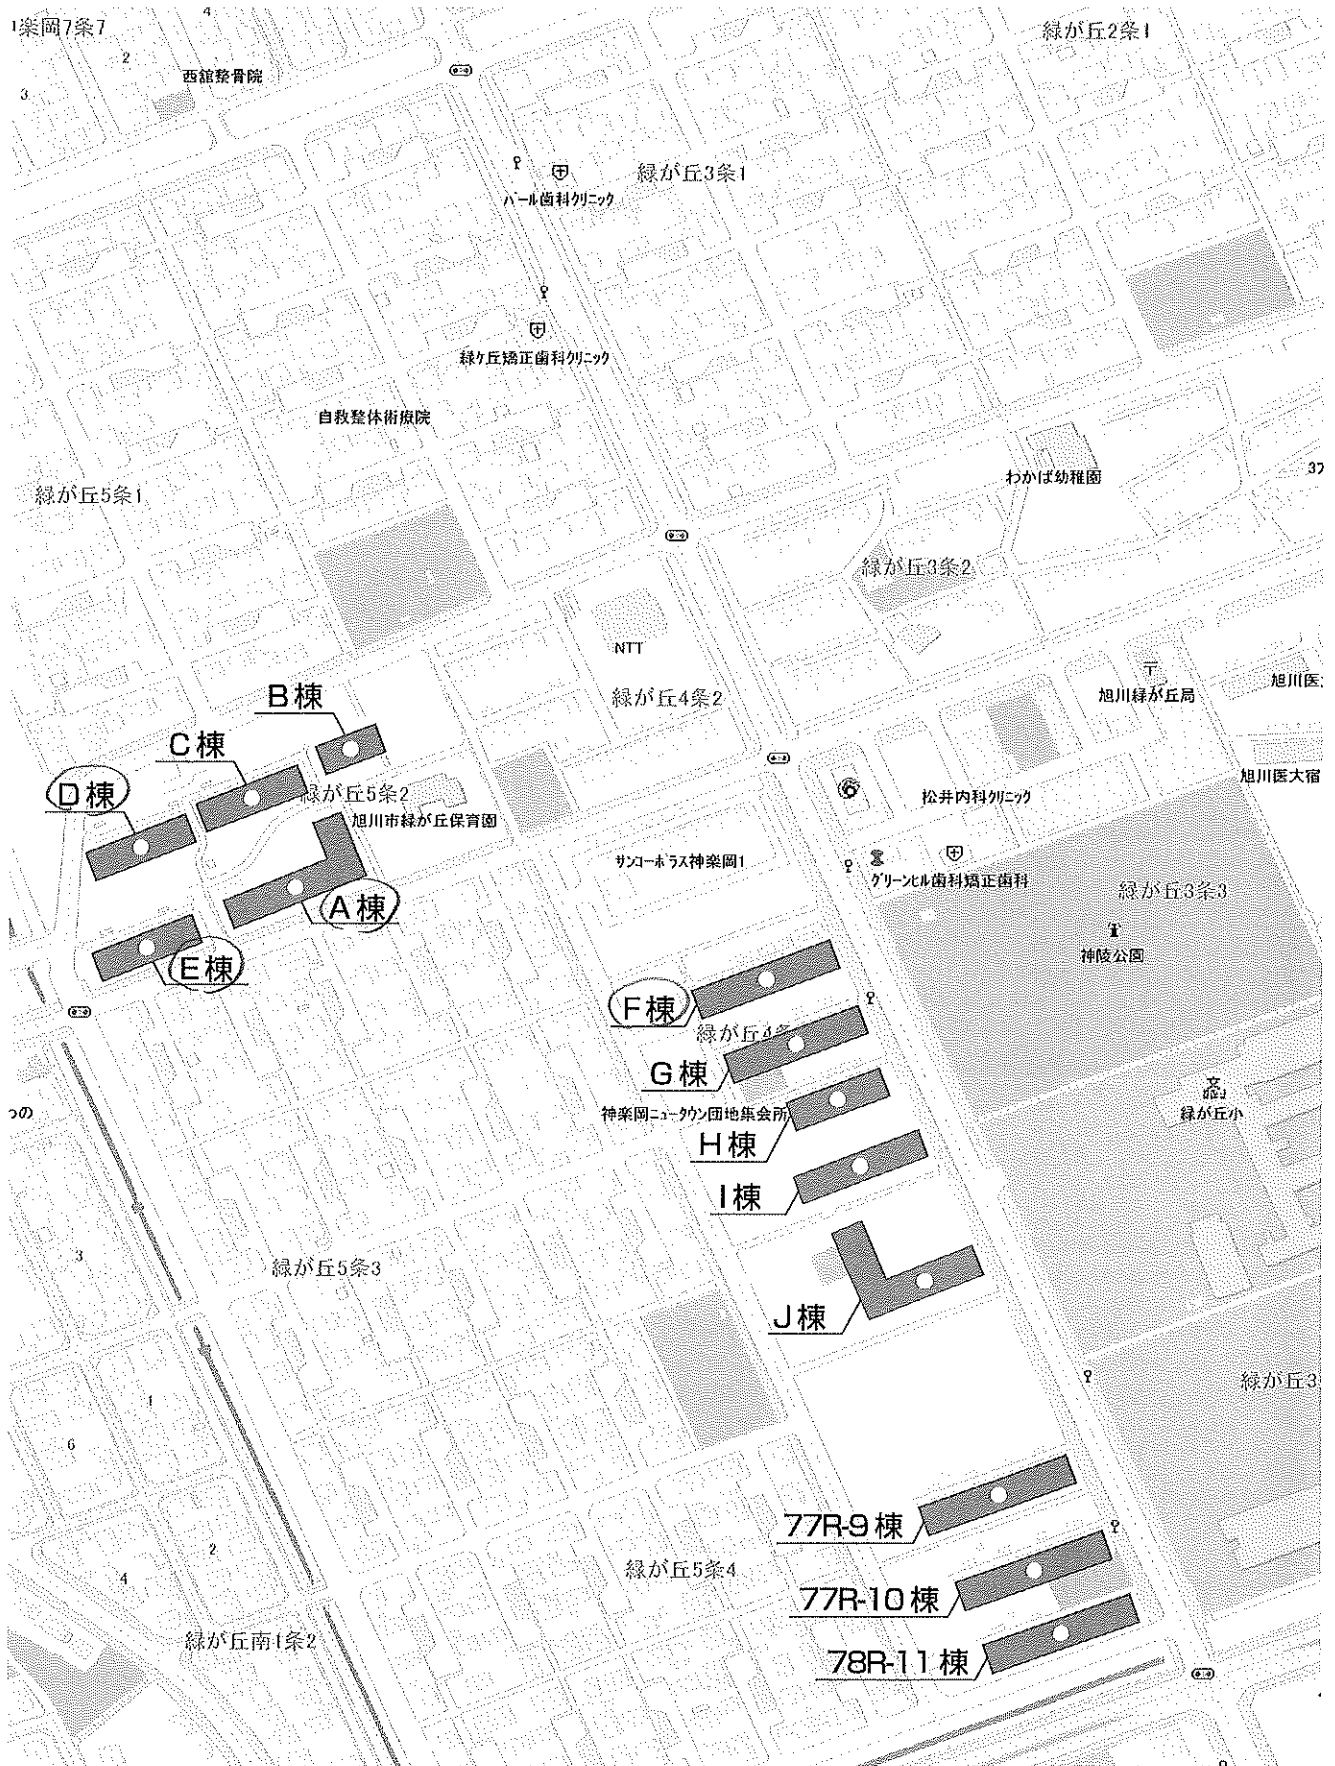 楽岡7条7
4
緑が丘2条1
2
西舘整骨院
3
緑が丘3条1
パール歯科クリニック
緑ケ丘矯正歯科クリニック
自救整体術療院
わかば幼稚園
緑が丘5条1
緑が丘3条2
NTT
旭川緑が丘局
旭川医
緑が丘4条2
B棟
C棟
D棟
緑が丘5条2
旭川市緑が丘保育園
旭川医大宿
松井内科クリニック
サンコーポラス神楽岡1
グリーンヒル歯科矯正歯科
緑が丘3条3
A棟
神陵公園
E棟
F棟
緑が丘4条
G棟
つの
神楽岡ニュータウン団地集会所
緑が丘小
H棟
I棟
3
緑が丘5条3
J棟
緑が丘3
1
6
77R-9棟
2
4
緑が丘5条4
77R-10棟
緑が丘南1条2
78R-11棟